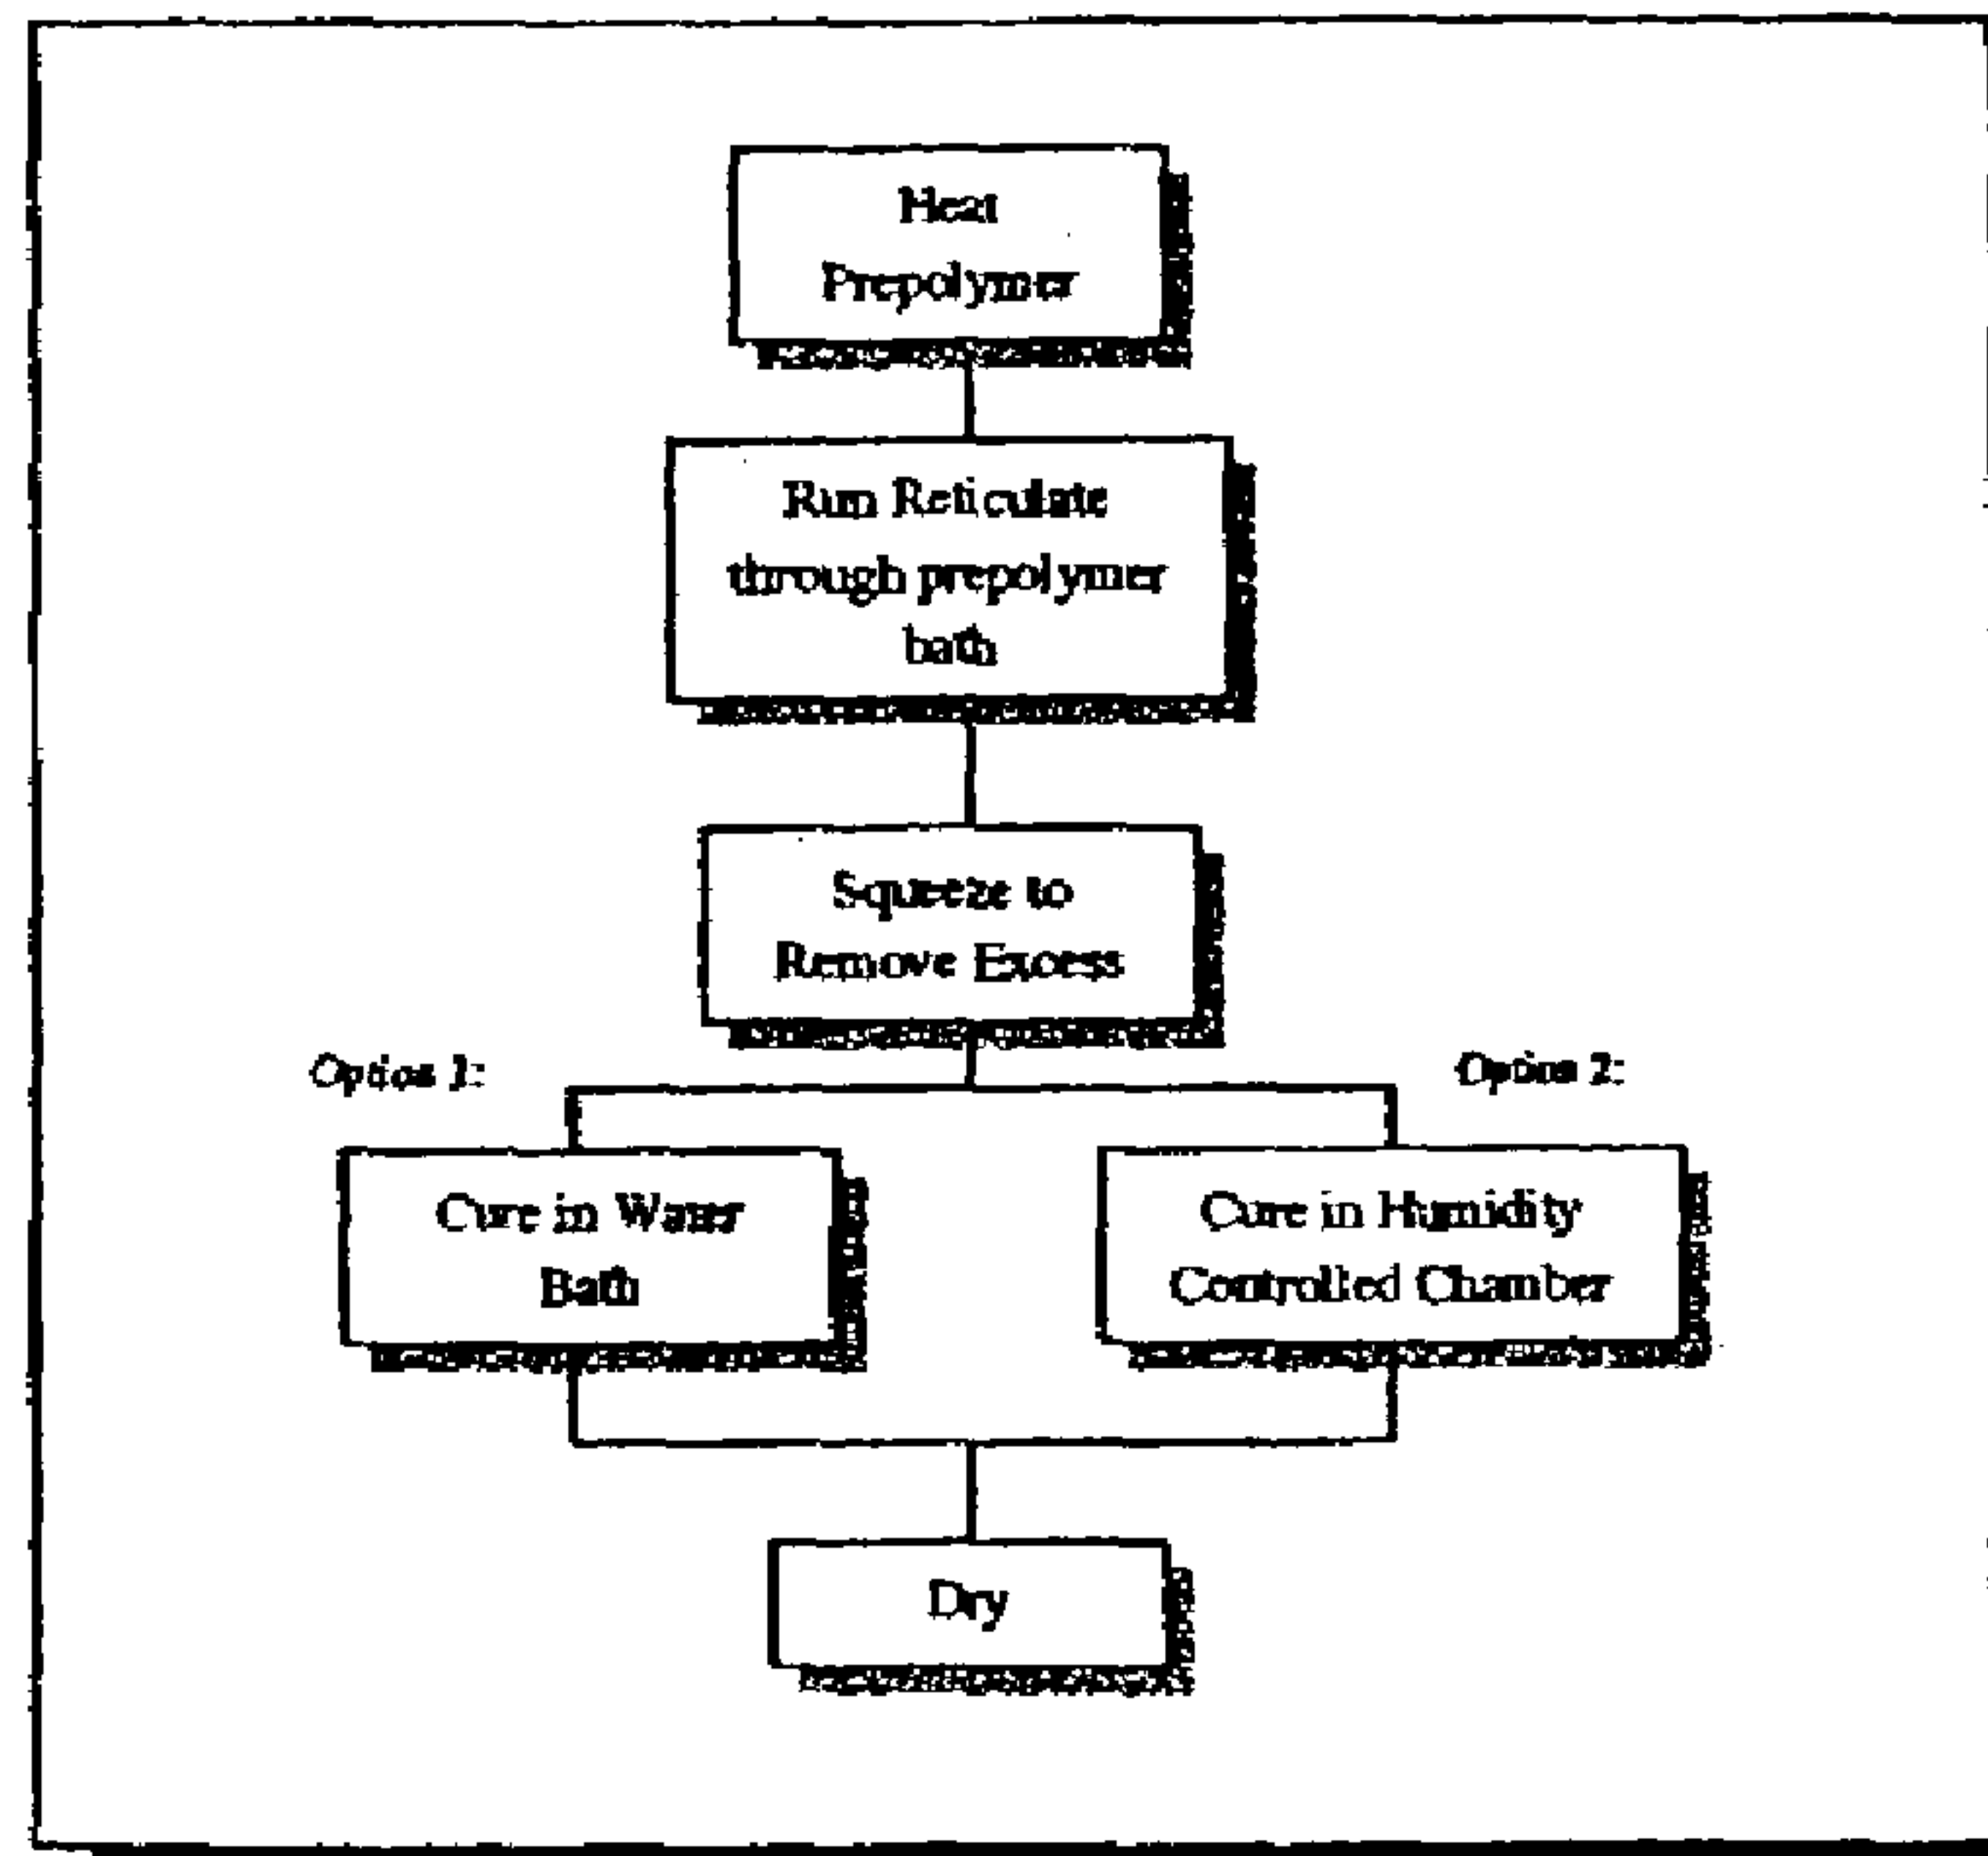 Heat
Prepolymer
Run Reticulate
through prepolymer
bath
Squeeze to
Remove Excess
Option 1:
Option 2:
Cure in Water
Bath
Cure in Humidity
Controlled Chamber
Dry